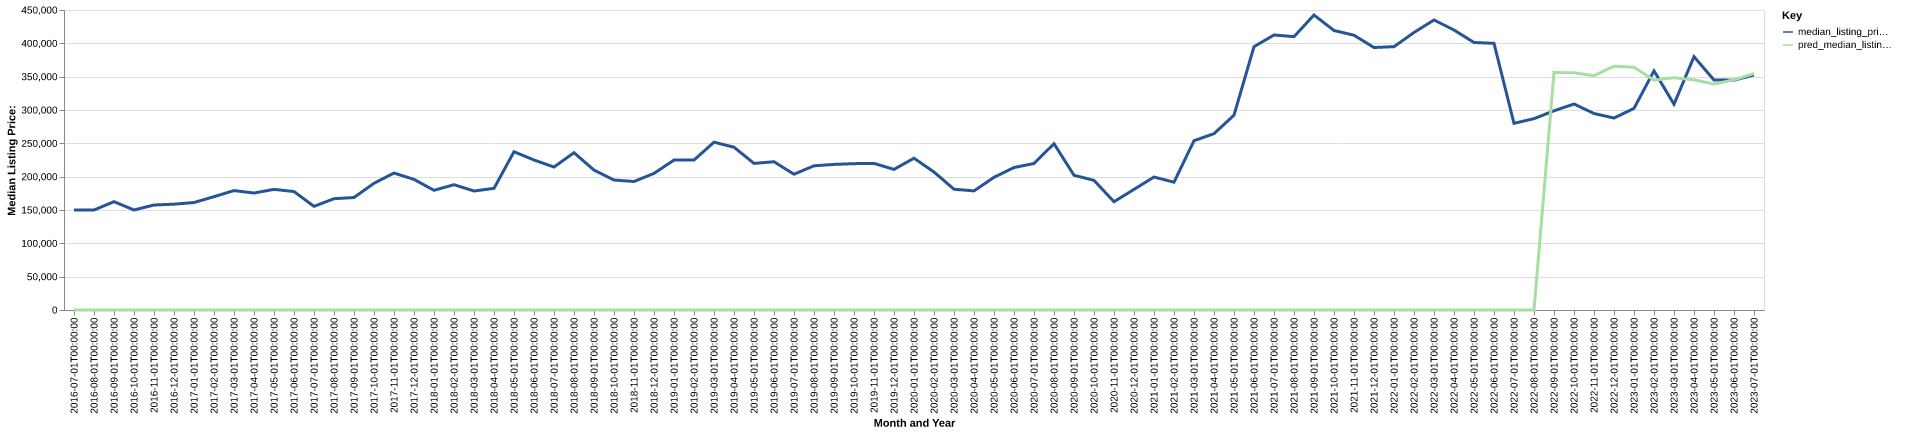 450,000
400,000
350,000
300,000
250,000
200,000
150,000
100,000
50,000
0
Median Listing Price:
2016-07-01T00:00:00
2016-08-01T00:00:00
2016-09-01T00:00:00
2016-10-01T00:00:00
2016-11-01T00:00:00
2016-12-01T00:00:00
2017-01-01T00:00:00
2017-02-01T00:00:00
2017-03-01T00:00:00
2017-04-01T00:00:00
2017-05-01T00:00:00
2017-06-01T00:00:00
2017-07-01T00:00:00
2017-08-01T00:00:00
2017-09-01T00:00:00
2017-10-01T00:00:00
2017-11-01T00:00:00
2017-12-01T00:00:00
2018-01-01T00:00:00
2018-02-01T00:00:00
2018-03-01T00:00:00
2018-04-01T00:00:00
2018-05-01T00:00:00
2018-06-01T00:00:00
2018-07-01T00:00:00
2018-08-01T00:00:00
2018-09-01T00:00:00
2018-10-01T00:00:00
2018-11-01T00:00:00
2018-12-01T00:00:00
2019-01-01T00:00:00
2019-02-01T00:00:00
2019-03-01T00:00:00
2019-04-01T00:00:00
2019-05-01T00:00:00
2019-06-01T00:00:00
2019-07-01T00:00:00
2019-08-01T00:00:00
2019-09-01T00:00:00
2019-10-01T00:00:00
2019-11-01T00:00:00
2019-12-01T00:00:00
2020-01-01T00:00:00
2020-02-01T00:00:00
2020-03-01T00:00:00
2020-04-01T00:00:00
2020-05-01T00:00:00
2020-06-01T00:00:00
2020-07-01T00:00:00
2020-08-01T00:00:00
2020-09-01T00:00:00
2020-10-01T00:00:00
2020-11-01T00:00:00
2020-12-01T00:00:00
2021-01-01T00:00:00
2021-02-01T00:00:00
2021-03-01T00:00:00
2021-04-01T00:00:00
2021-05-01T00:00:00
2021-06-01T00:00:00
2021-07-01T00:00:00
2021-08-01T00:00:00
2021-09-01T00:00:00
2021-10-01T00:00:00
2021-11-01T00:00:00
2021-12-01T00:00:00
2022-01-01T00:00:00
2022-02-01T00:00:00
2022-03-01T00:00:00
2022-04-01T00:00:00
2022-05-01T00:00:00
2022-06-01T00:00:00
2022-07-01T00:00:00
2022-08-01T00:00:00
2022-09-01T00:00:00
2022-10-01T00:00:00
2022-11-01T00:00:00
2022-12-01T00:00:00
2023-01-01T00:00:00
2023-02-01T00:00:00
2023-03-01T00:00:00
2023-04-01T00:00:00
2023-05-01T00:00:00
2023-06-01T00:00:00
2023-07-01T00:00:00
Month and Year
Key
median_listing_pri…
pred_median_listin…